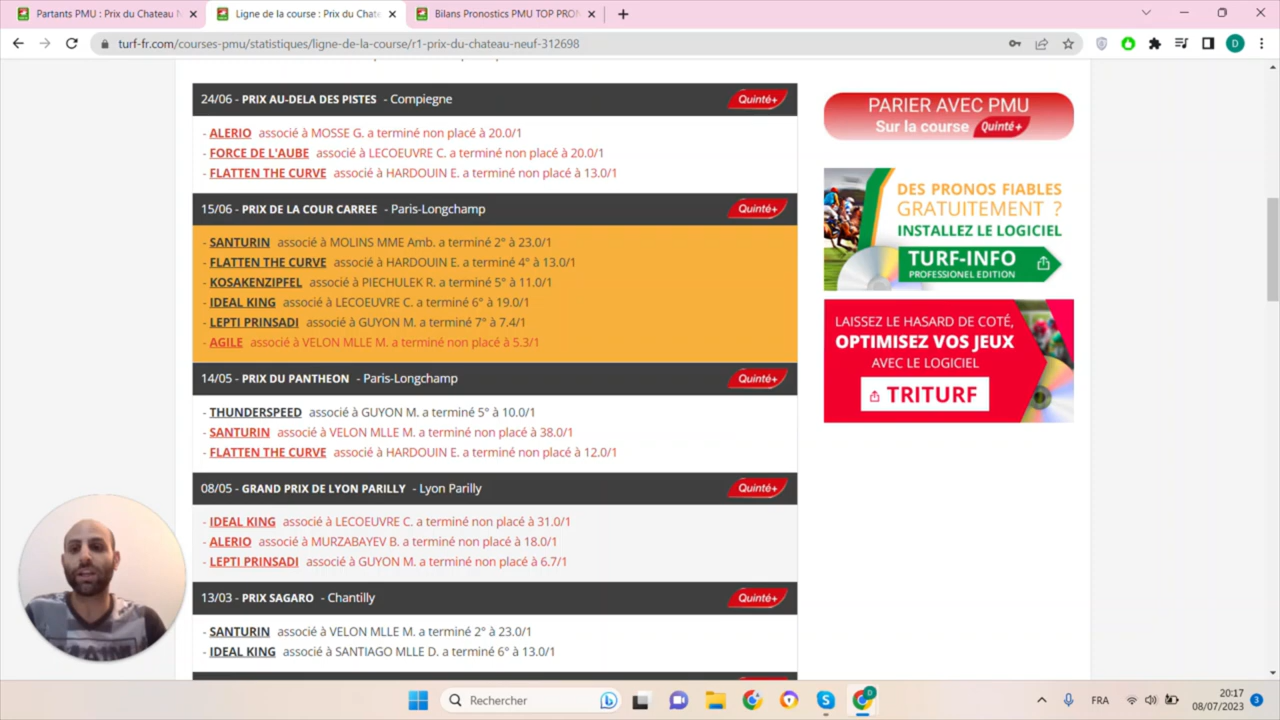 Partants PMU : Prix du Chateau N
Ligne de la course : Prix du Chate
Bilans Pronostics PMU TOP PRON
turf-fr.com/courses-pmu/statistiques/ligne-de-la-course/r1-prix-du-chateau-neuf-312698
D
24/06 - PRIX AU-DELA DES PISTES - Compiegne
Quinté+
- ALERIO associé à MOSSE G. a terminé non placé à 20.0/1
- FORCE DE L'AUBE associé à LECOEUVRE C. a terminé non placé à 20.0/1
- FLATTEN THE CURVE associé à HARDOUIN E. a terminé non placé à 13.0/1
15/06 - PRIX DE LA COUR CARREE - Paris-Longchamp
Quinté+
- SANTURIN associé à MOLINS MME Amb. a terminé 2° à 23.0/1
- FLATTEN THE CURVE associé à HARDOUIN E. a terminé 4° à 13.0/1
- KOSAKENZIPFEL associé à PIECHULEK R. a terminé 5° à 11.0/1
- IDEAL KING associé à LECOEUVRE C. a terminé 6° à 19.0/1
- LEPTI PRINSADI associé à GUYON M. a terminé 7° à 7.4/1
- AGILE associé à VELON MLLE M. a terminé non placé à 5.3/1
14/05 - PRIX DU PANTHEON - Paris-Longchamp
Quinté+
- THUNDERSPEED associé à GUYON M. a terminé 5° à 10.0/1
- SANTURIN associé à VELON MLLE M. a terminé non placé à 38.0/1
- FLATTEN THE CURVE associé à HARDOUIN E. a terminé non placé à 12.0/1
08/05 - GRAND PRIX DE LYON PARILLY - Lyon Parilly
Quinté+
- IDEAL KING associé à LECOEUVRE C. a terminé non placé à 31.0/1
- ALERIO associé à MURZABAYEV B. a terminé non placé à 18.0/1
- LEPTI PRINSADI associé à GUYON M. a terminé non placé à 6.7/1
13/03 - PRIX SAGARO - Chantilly
Quinté+
- SANTURIN associé à VELON MLLE M. a terminé 2° à 23.0/1
- IDEAL KING associé à SANTIAGO MLLE D. a terminé 6° à 13.0/1
PARIER AVEC PMU
Sur la course Quinté+
DES PRONOS FIABLES
GRATUITEMENT ?
INSTALLEZ LE LOGICIEL
TURF-INFO
PROFESSIONEL EDITION
LAISSEZ LE HASARD DE COTÉ,
OPTIMISEZ VOS JEUX
AVEC LE LOGICIEL
TRITURF
Rechercher
FRA
20:17
08/07/2023
3